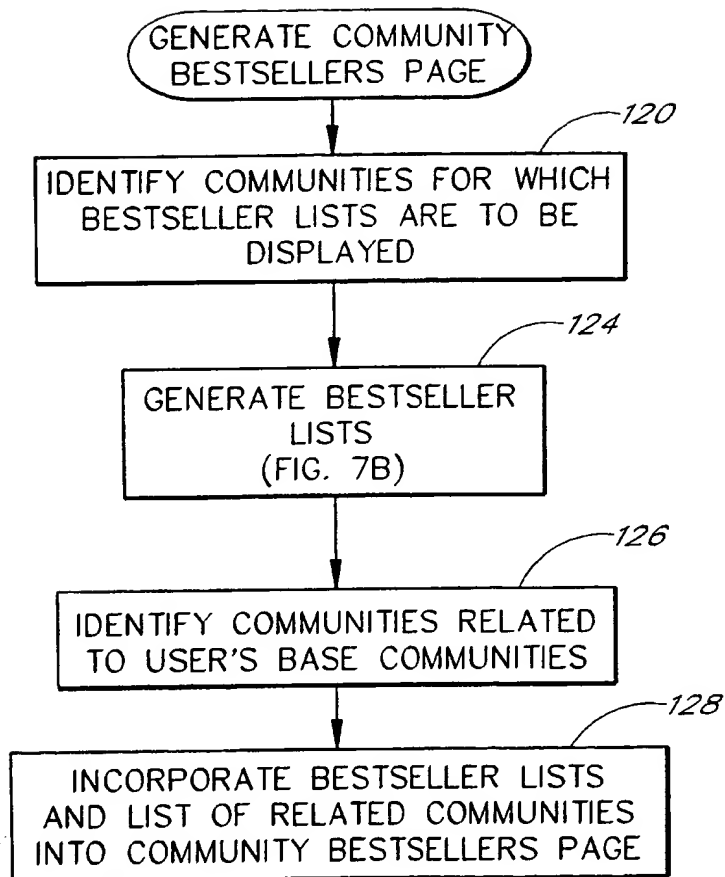 GENERATE COMMUNITY
BESTSELLERS PAGE
120
IDENTIFY COMMUNITIES FOR WHICH
BESTSELLER LISTS ARE TO BE
DISPLAYED
124
GENERATE BESTSELLER
LISTS
(FIG. 7B)
126
IDENTIFY COMMUNITIES RELATED
TO USER'S BASE COMMUNITIES
128
INCORPORATE BESTSELLER LISTS
AND LIST OF RELATED COMMUNITIES
INTO COMMUNITY BESTSELLERS PAGE